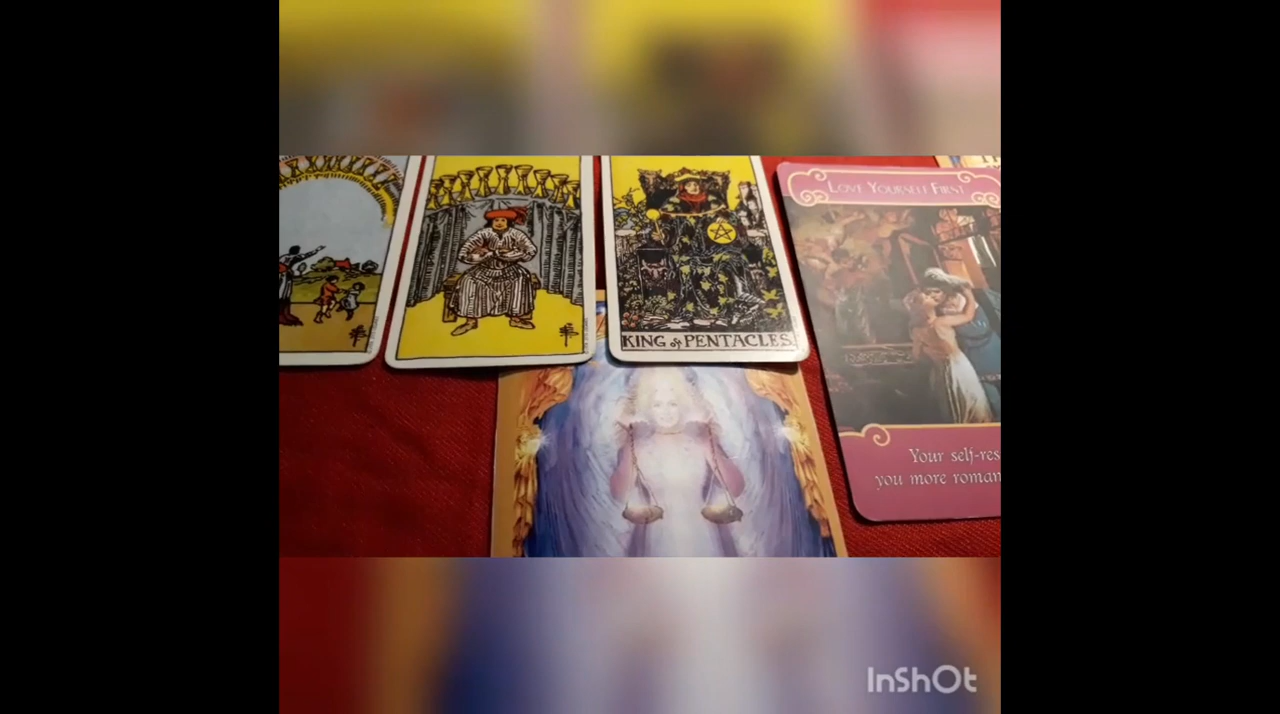 LOVE YOURSELF FIRST
KING of PENTACLES
Your self-res
you more roman
InShOt